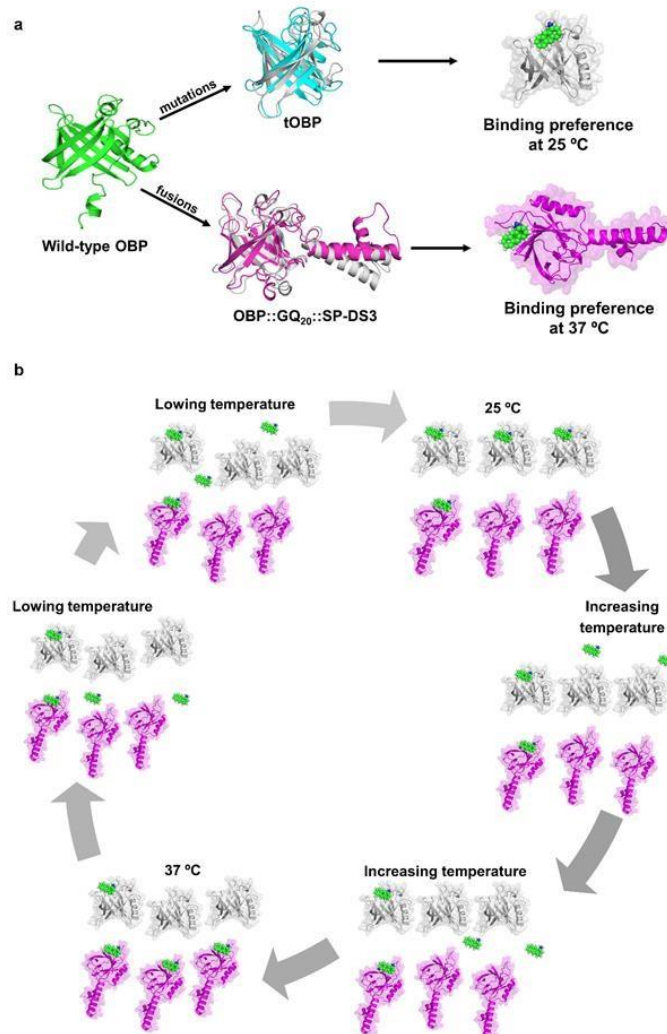 a
mutations
tOBP
Binding preference
at 25 ºC
Wild-type OBP
fusions
OBP::GQ₂₀::SP-DS3
Binding preference
at 37 ºC
b
Lowing temperature
25 ºC
Increasing
temperature
Lowing temperature
37 ºC
Increasing temperature